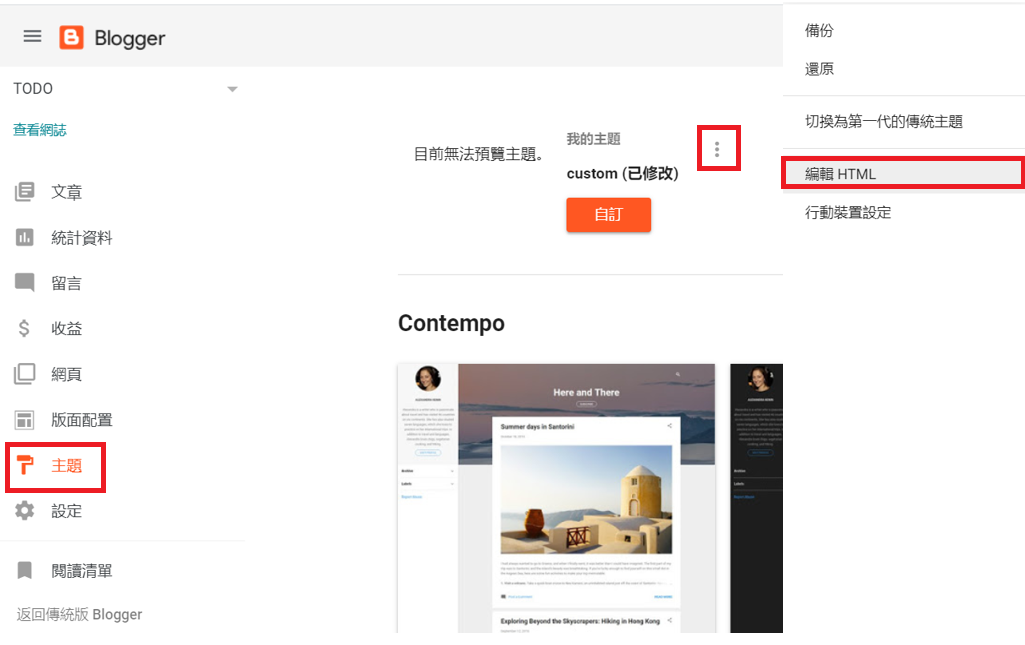 Blogger
TODO
查看網誌
文章
統計資料
留言
收益
網頁
版面配置
主題
設定
閱讀清單
返回傳統版 Blogger
目前無法預覽主題。
我的主題
custom (已修改)
自訂
備份
還原
切換為第一代的傳統主題
編輯 HTML
行動裝置設定
Contempo
Here and There
Summer days in Santorini
Exploring Beyond the Skyscrapers: Hiking in Hong Kong